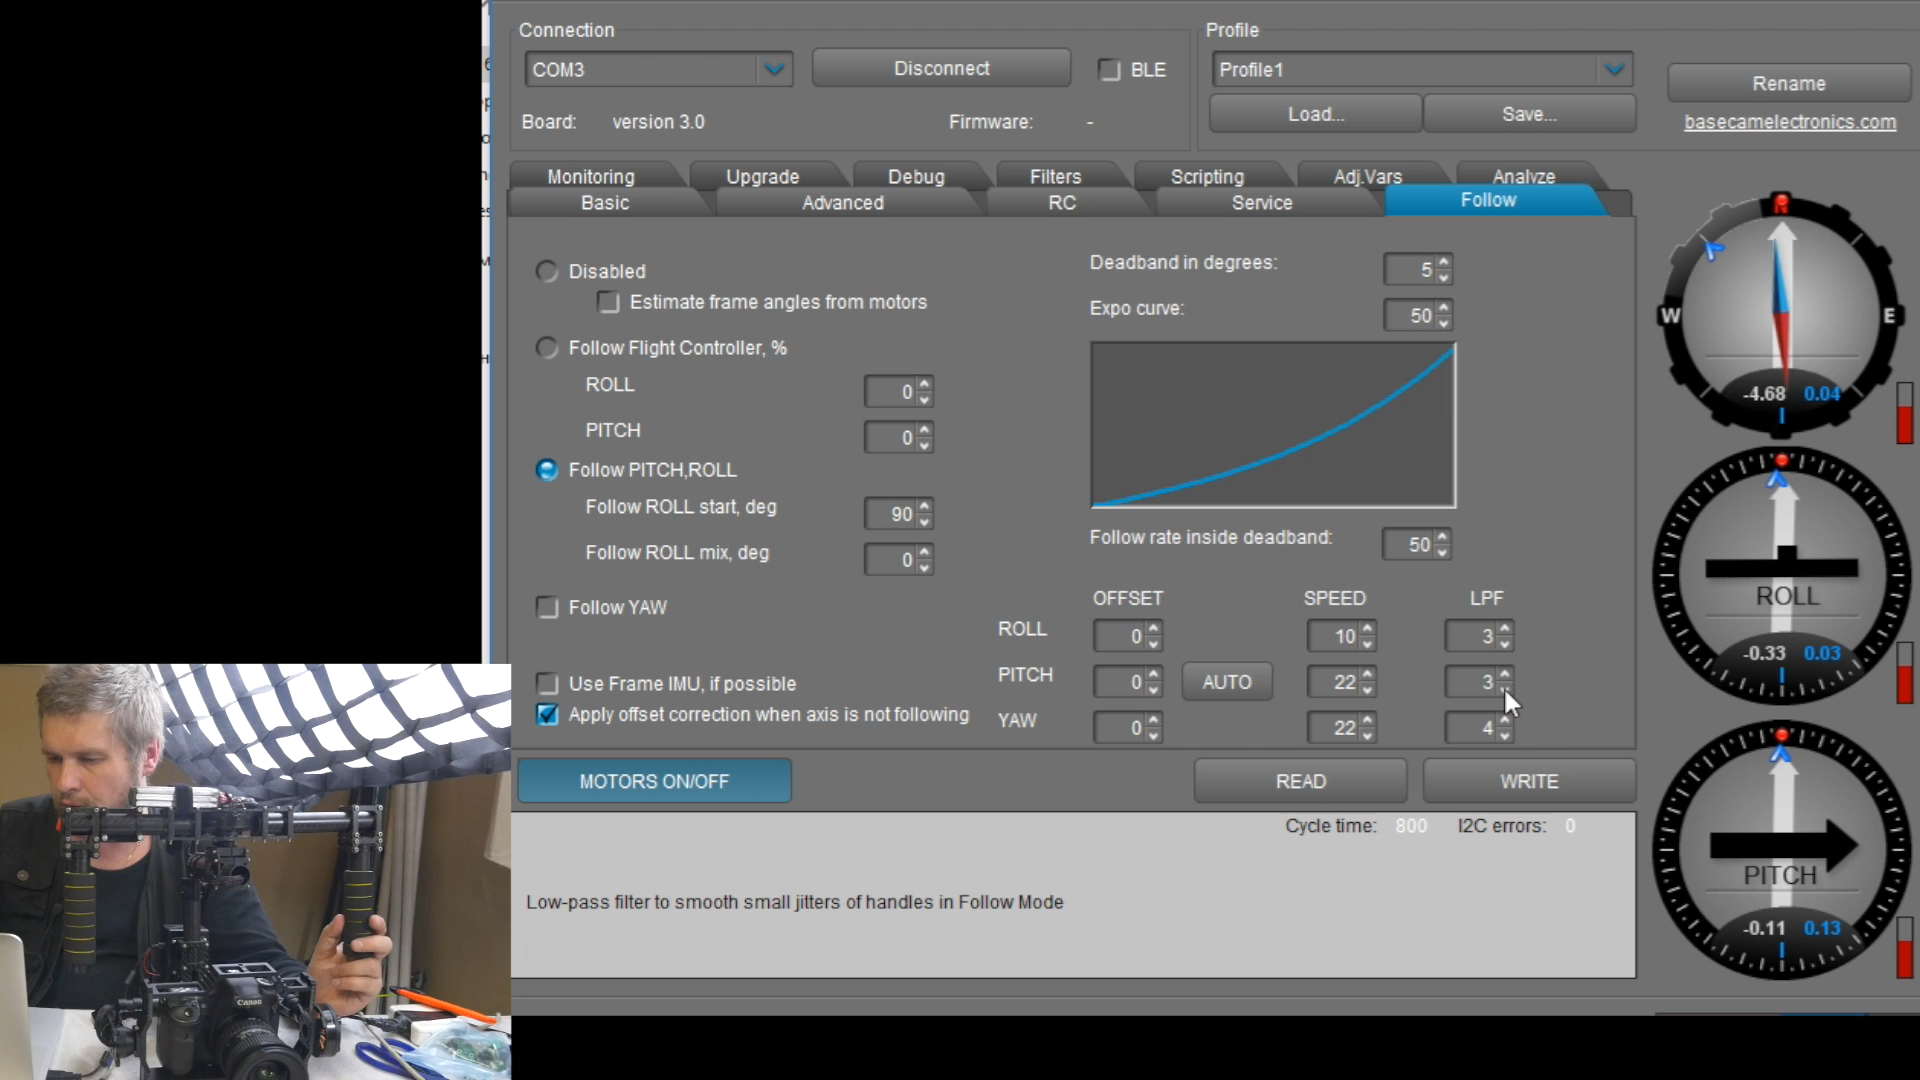 Connection
COM3
Disconnect
BLE
Board: version 3.0 Firmware: -
Profile
Profile1
Load...
Save...
Rename
basecamelectronics.com
Monitoring Upgrade Debug Filters Scripting Adj.Vars Analyze
Basic Advanced RC Service Follow
Disabled
Estimate frame angles from motors
Follow Flight Controller, %
ROLL 0
PITCH 0
Follow PITCH,ROLL
Follow ROLL start, deg 90
Follow ROLL mix, deg 0
Follow YAW
Use Frame IMU, if possible
Apply offset correction when axis is not following
Deadband in degrees: 5
Expo curve: 50
Follow rate inside deadband: 50
OFFSET SPEED LPF
ROLL 0 10 3
PITCH 0 AUTO 22 3
YAW 0 22 4
MOTORS ON/OFF
READ
WRITE
Cycle time: 800 I2C errors: 0
Low-pass filter to smooth small jitters of handles in Follow Mode
R
W
E
-4.68 0.04
ROLL
-0.33 0.03
PITCH
-0.11 0.13
Canon